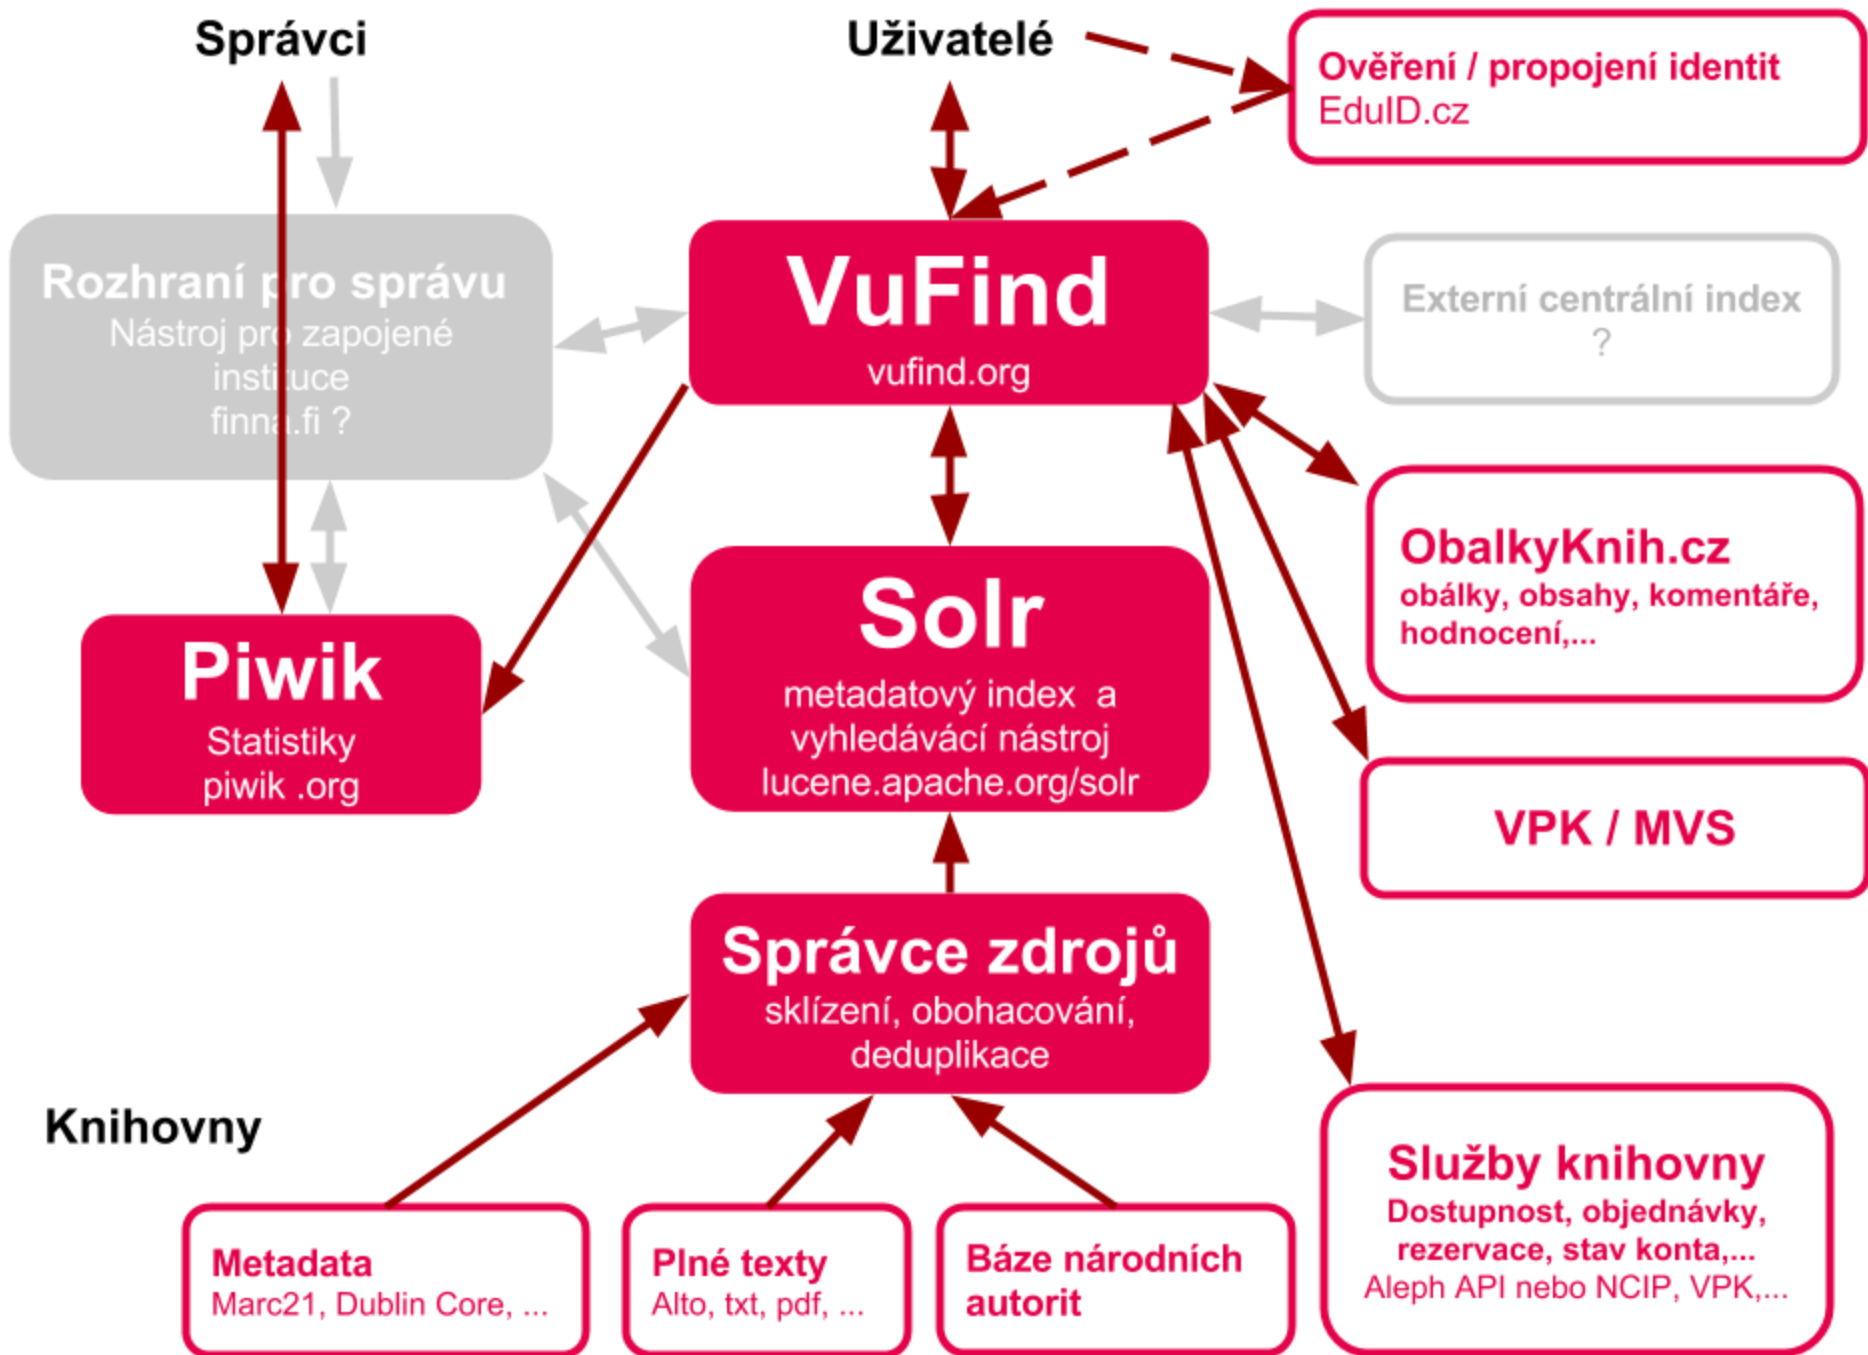 Správci
Uživatelé
Ověření / propojení identit
EduID.cz
Rozhraní pro správu
Nástroj pro zapojené
instituce
finna.fi ?
VuFind
vufind.org
Externí centrální index
?
ObalkyKnih.cz
obálky, obsahy, komentáře,
hodnocení,...
Piwik
Statistiky
piwik .org
Solr
metadatový index a
vyhledávácí nástroj
lucene.apache.org/solr
VPK / MVS
Správce zdrojů
sklízení, obohacování,
deduplikace
Knihovny
Služby knihovny
Dostupnost, objednávky,
rezervace, stav konta,...
Aleph API nebo NCIP, VPK,...
Metadata
Marc21, Dublin Core, ...
Plné texty
Alto, txt, pdf, ...
Báze národních
autorit